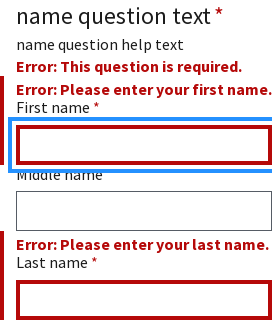 name question text *
name question help text
Error: This question is required.
Error: Please enter your first name.
First name *
Middle name
Error: Please enter your last name.
Last name *